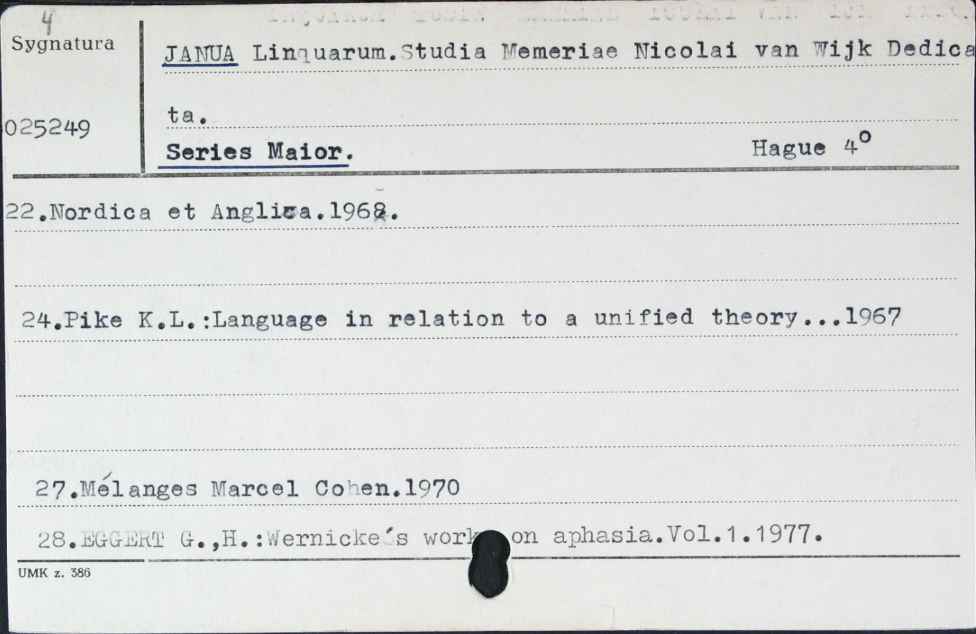 4
Sygnatura
JANUA Linquarum.Studia Memeriae Nicolai van Wijk Dedica
ta.
025249
Series Maior. Hague 4º
22.Nordica et Anglica.1968.
24.Pike K.L.:Language in relation to a unified theory...1967
27.Mélanges Marcel Cohen.1970
28.EGGERT G.,H.:Wernicke´s work on aphasia.Vol.1.1977.
UMK z. 386